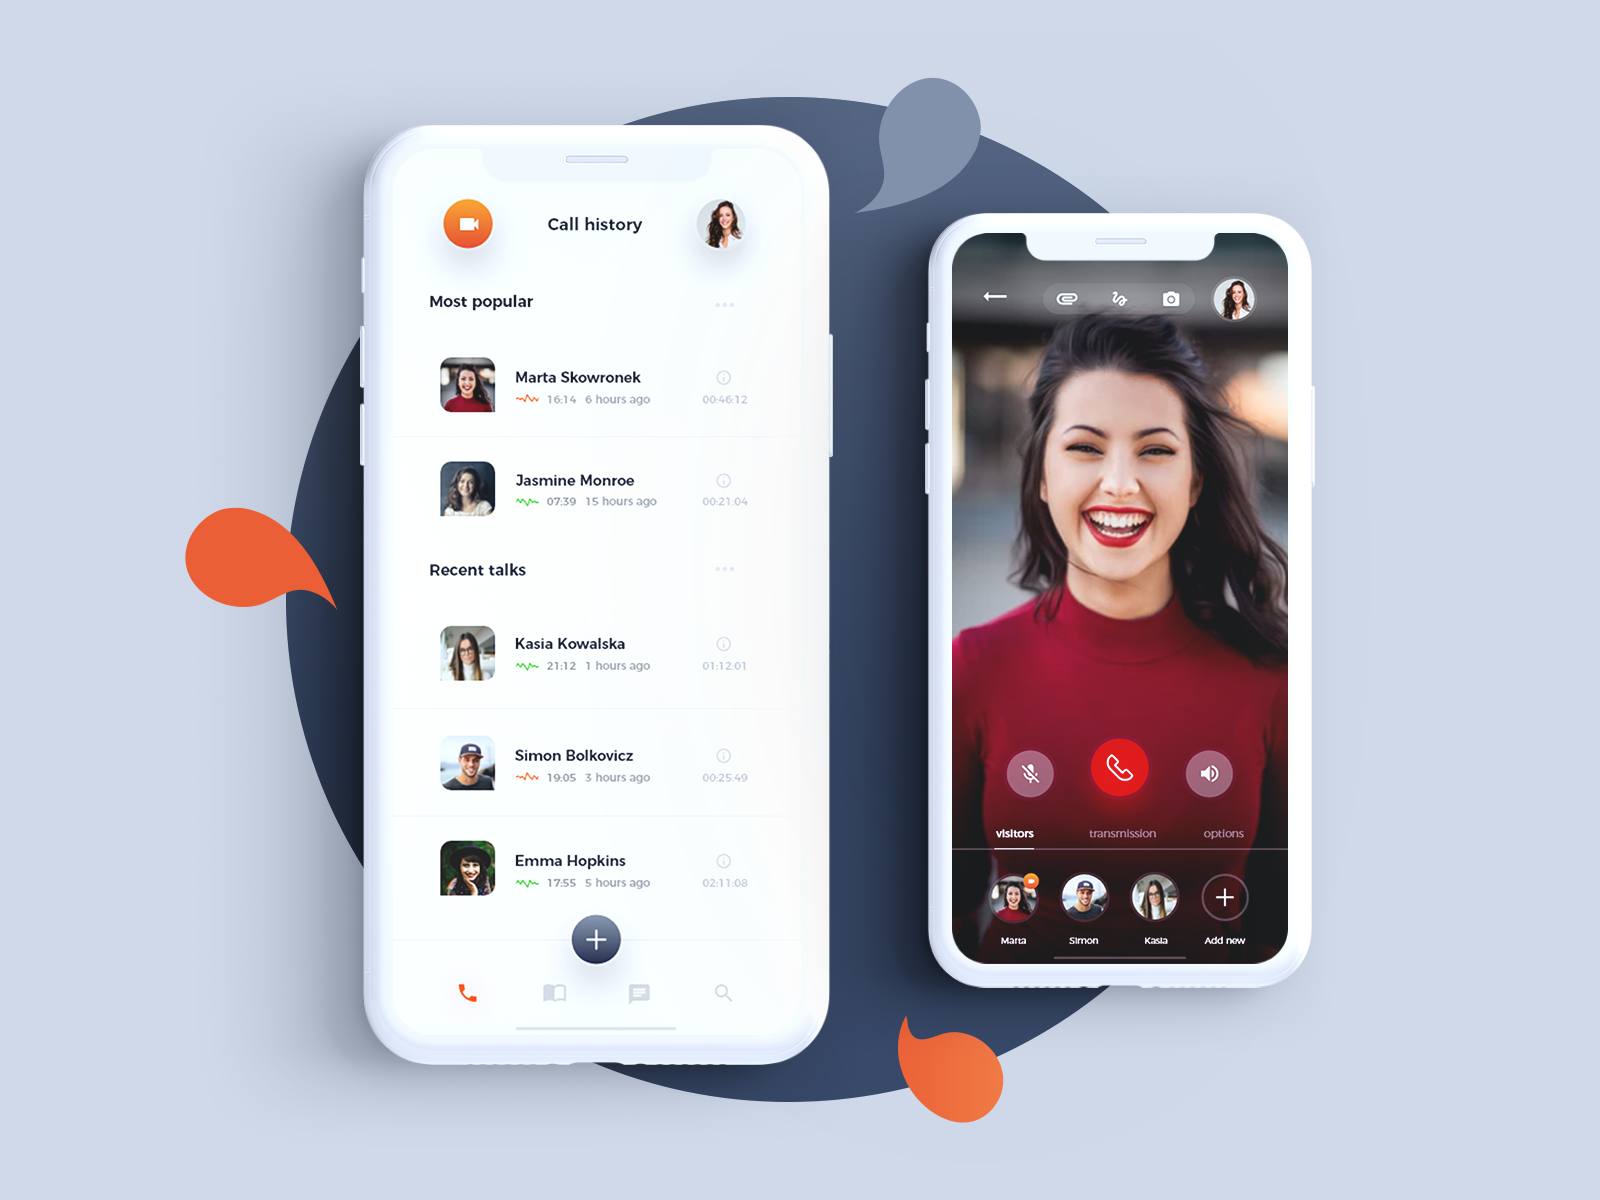 Call history
Most popular
Marta Skowronek
16:14 6 hours ago
00:46:12
Jasmine Monroe
07:39 15 hours ago
00:21:04
Recent talks
Kasia Kowalska
21:12 1 hours ago
01:12:01
Simon Bolkovicz
19:05 3 hours ago
00:25:49
Emma Hopkins
17:55 5 hours ago
02:11:08
visitors transmission options
Marta Simon Kasia Add new